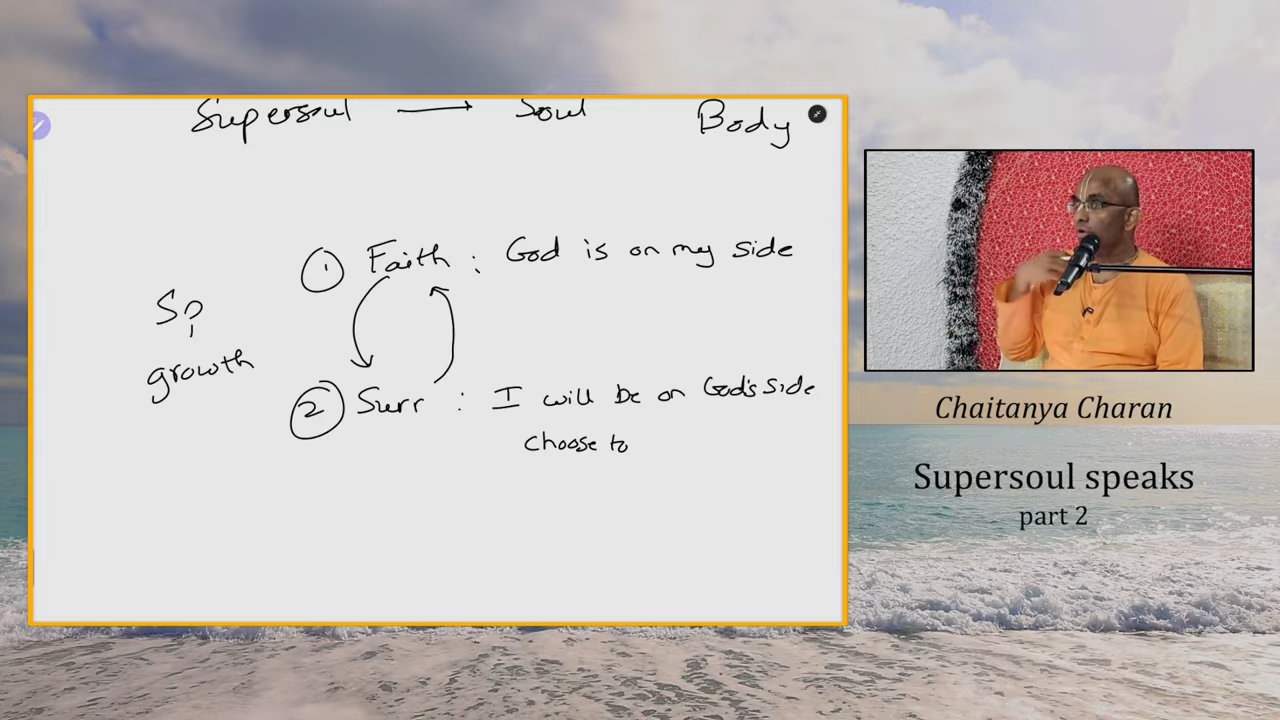 Supersoul → Soul Body
① Faith : God is on my side
Sp
growth
② Surr : I will be on God's side
choose to
Chaitanya Charan
Supersoul speaks
part 2